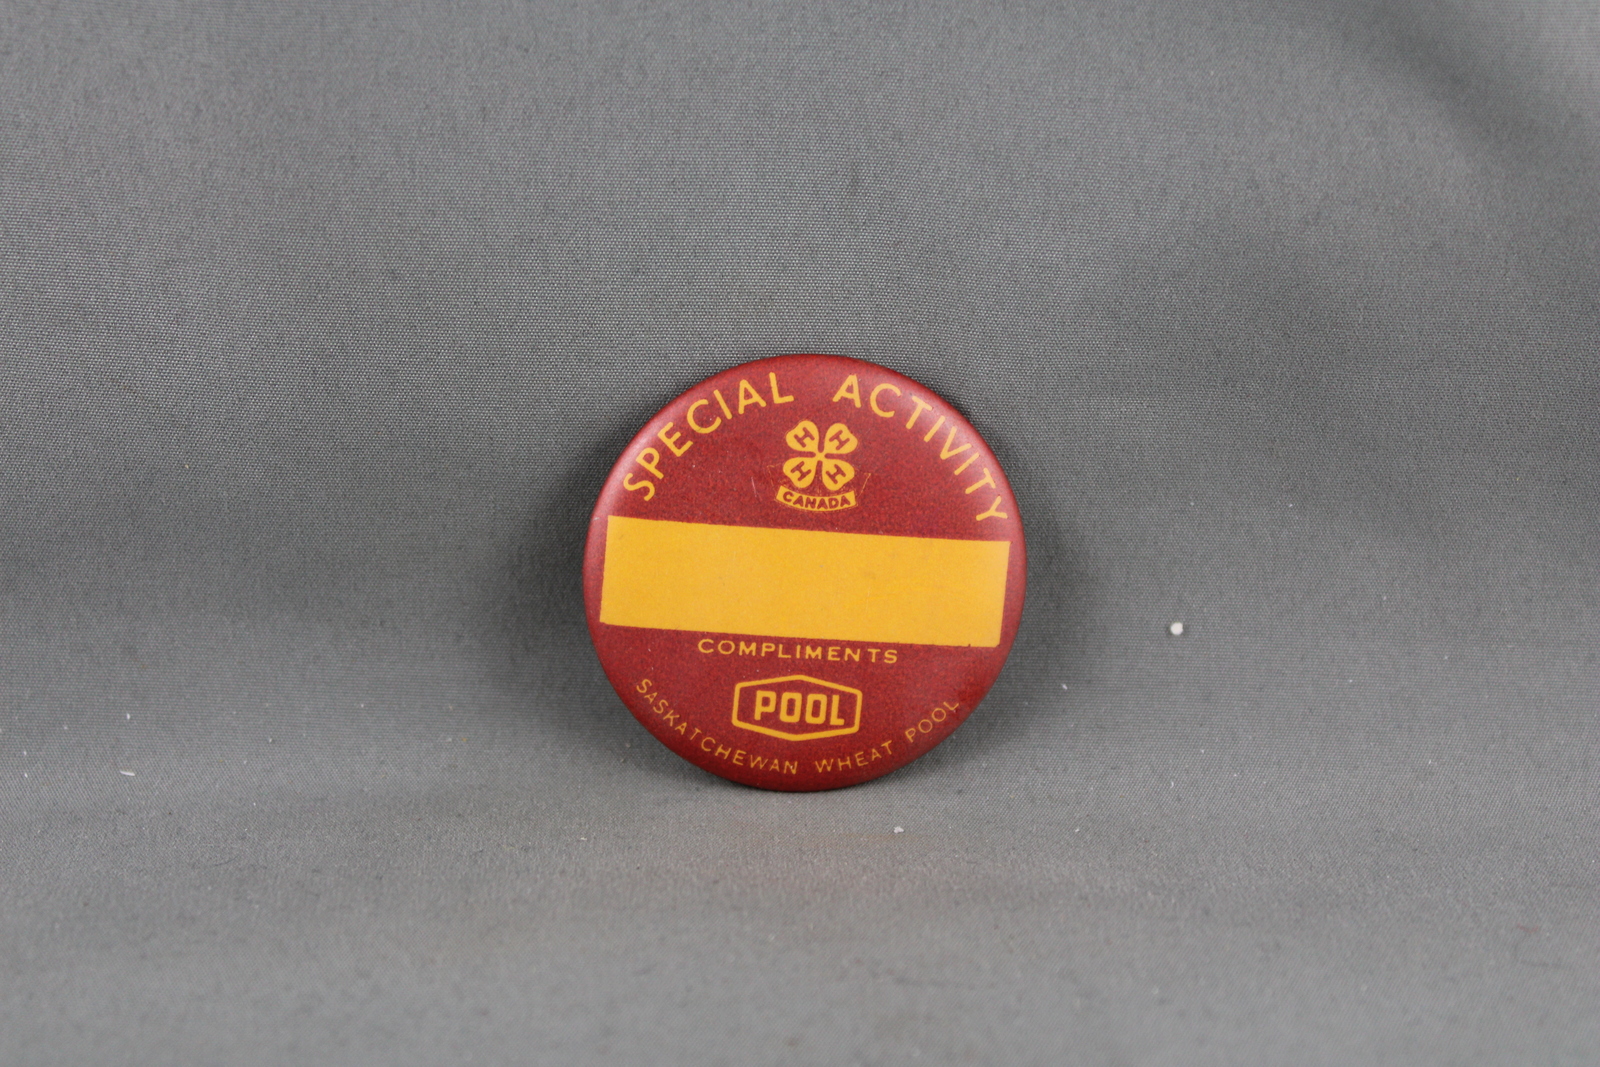 SPECIAL ACTIVITY
H H
H H
CANADA
COMPLIMENTS
POOL
SASKATCHEWAN WHEAT POOL